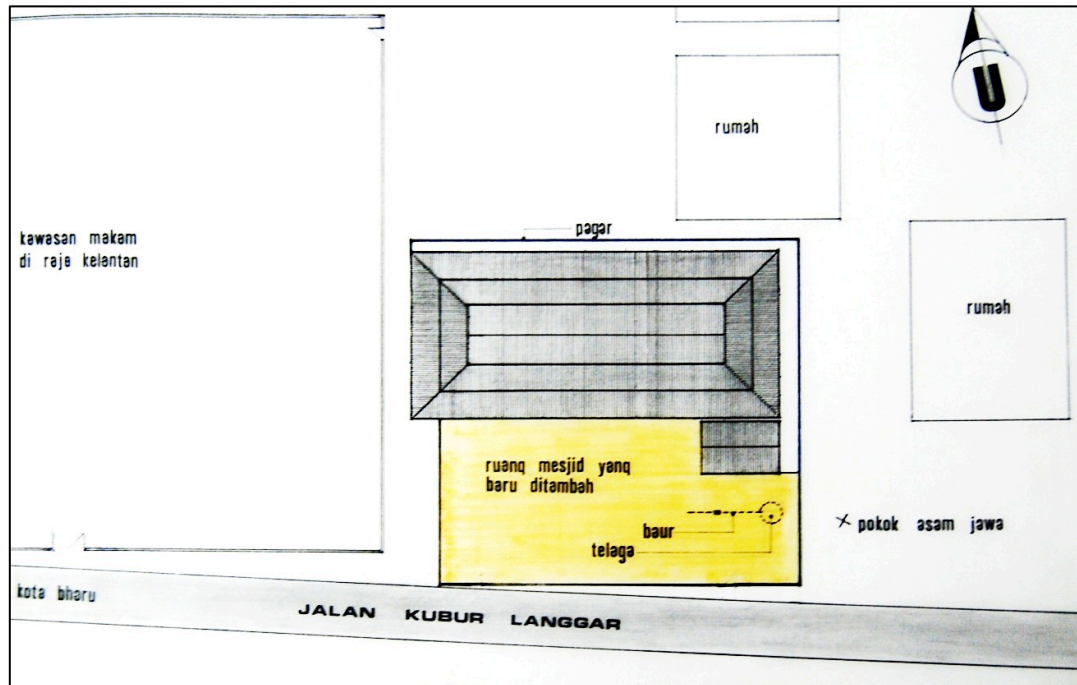 U
rumah
pagar
kawasan makam
di raja kelantan
rumah
ruang mesjid yang
baru ditambah
baur
telaga
pokok asam jawa
kota bharu
JALAN KUBUR LANGGAR